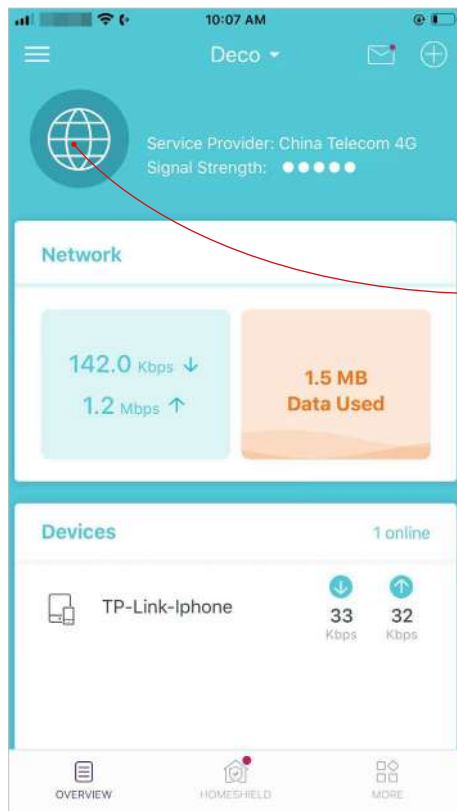 10:07 AM
Deco
Service Provider: China Telecom 4G
Signal Strength:
Network
142.0 Kbps ↓
1.2 Mbps ↑
1.5 MB
Data Used
Devices
1 online
TP-Link-Iphone
33
32
Kbps
Kbps
OVERVIEW
HOMESHIELD
MORE